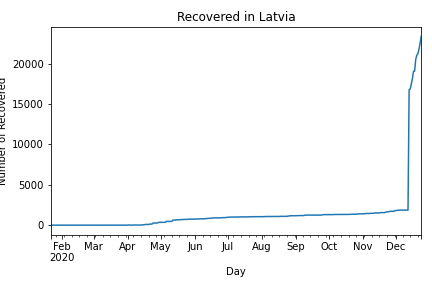 Recovered in Latvia
Number of Recovered
20000
15000
10000
5000
0
Feb Mar Apr May Jun Jul Aug Sep Oct Nov Dec
2020
Day